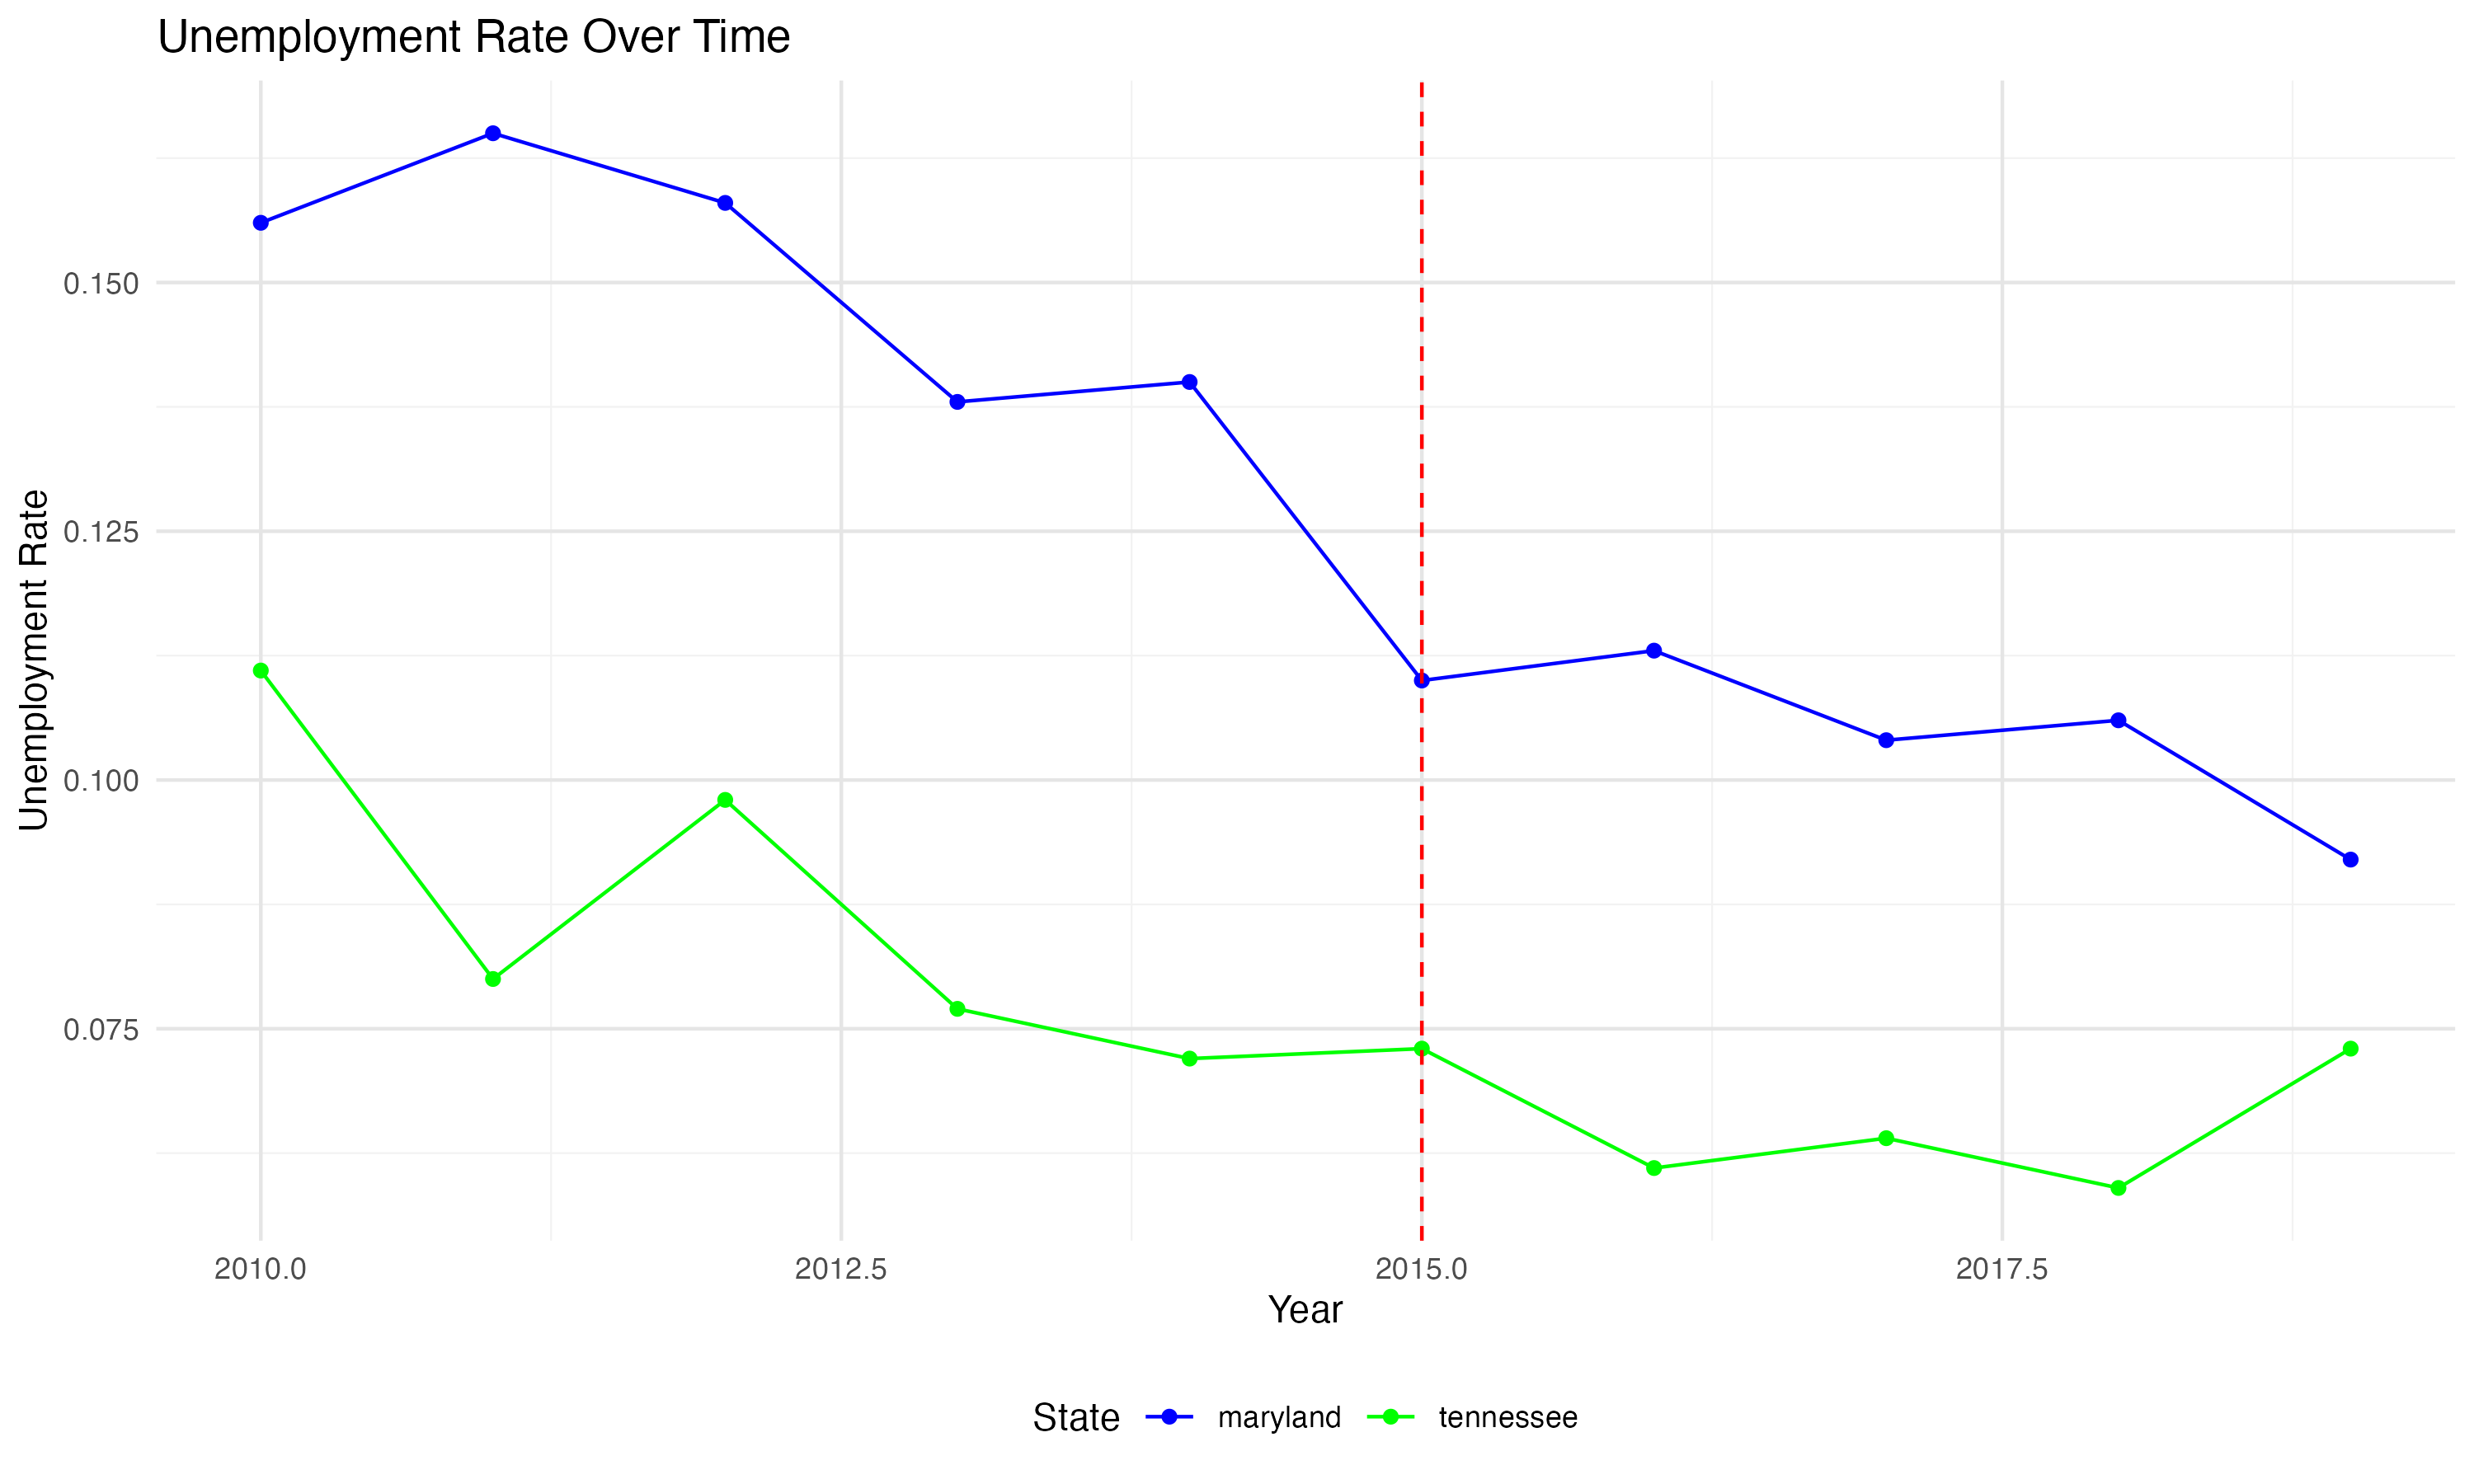 Unemployment Rate Over Time
Unemployment Rate
0.150
0.125
0.100
0.075
2010.0 2012.5 2015.0 2017.5
Year
State maryland tennessee